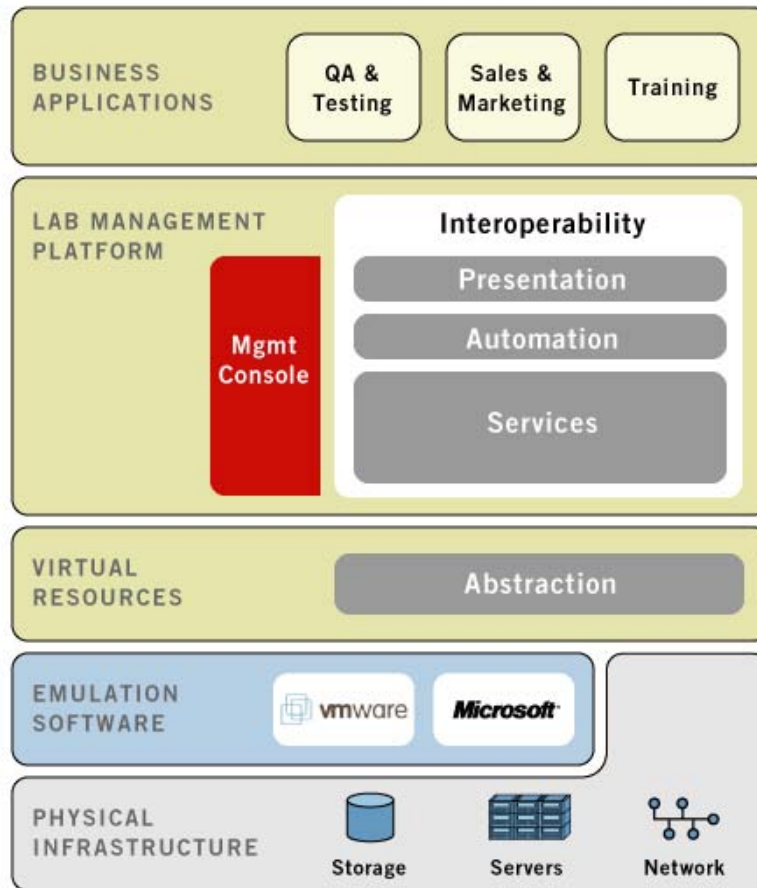 BUSINESS
APPLICATIONS
QA &
Testing
Sales &
Marketing
Training
LAB MANAGEMENT
PLATFORM
Interoperability
Mgmt
Console
Presentation
Automation
Services
VIRTUAL
RESOURCES
Abstraction
EMULATION
SOFTWARE
vmware
Microsoft
PHYSICAL
INFRASTRUCTURE
Storage
Servers
Network